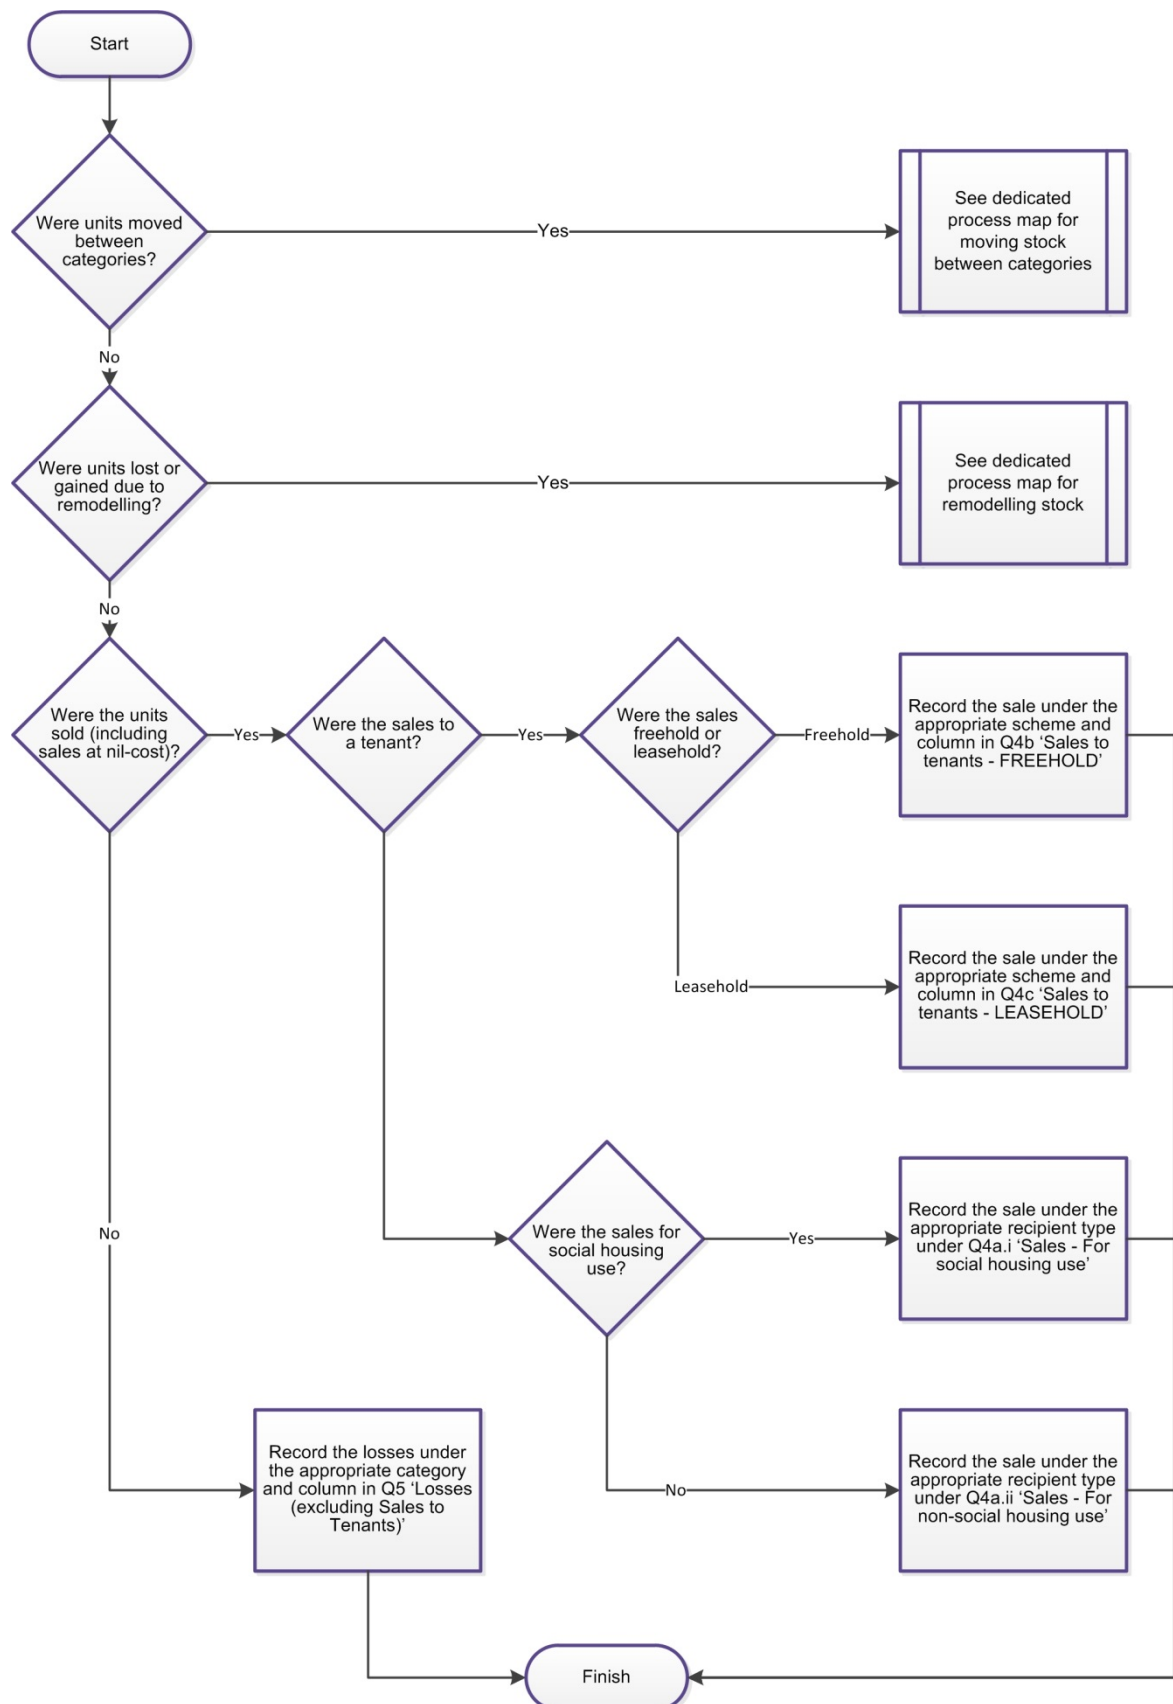 Start
Were units moved
between
categories?
Yes
See dedicated
process map for
moving stock
between categories
No
Were units lost or
gained due to
remodelling?
Yes
See dedicated
process map for
remodelling stock
No
Were the units
sold (including
sales at nil-cost)?
Yes
Were the sales to
a tenant?
Yes
Were the sales
freehold or
leasehold?
Freehold
Record the sale under the
appropriate scheme and
column in Q4b ‘Sales to
tenants - FREEHOLD’
Leasehold
Record the sale under the
appropriate scheme and
column in Q4c ‘Sales to
tenants - LEASEHOLD’
No
Were the sales for
social housing
use?
Yes
Record the sale under the
appropriate recipient type
under Q4a.i ‘Sales - For
social housing use’
No
Record the sale under the
appropriate recipient type
under Q4a.ii ‘Sales - For
non-social housing use’
Record the losses under
the appropriate category
and column in Q5 ‘Losses
(excluding Sales to
Tenants)’
Finish